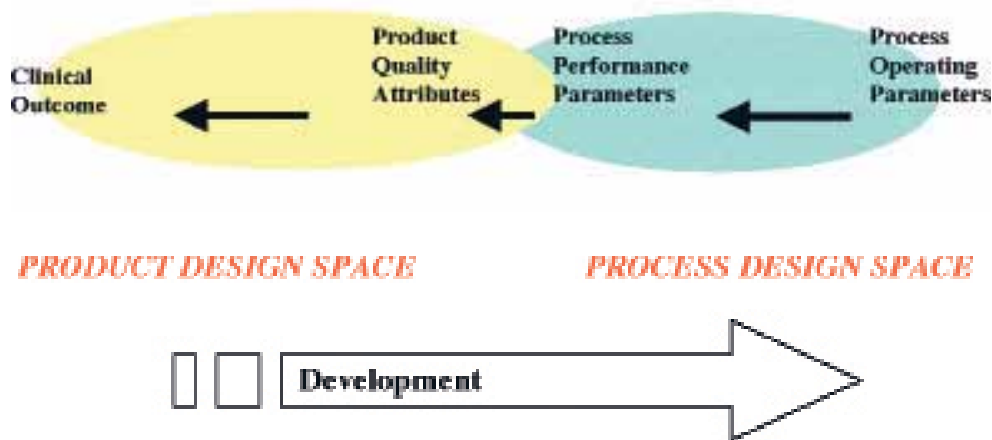 Clinical
Outcome
Product
Quality
Attributes
Process
Performance
Parameters
Process
Operating
Parameters
PRODUCT DESIGN SPACE
PROCESS DESIGN SPACE
Development